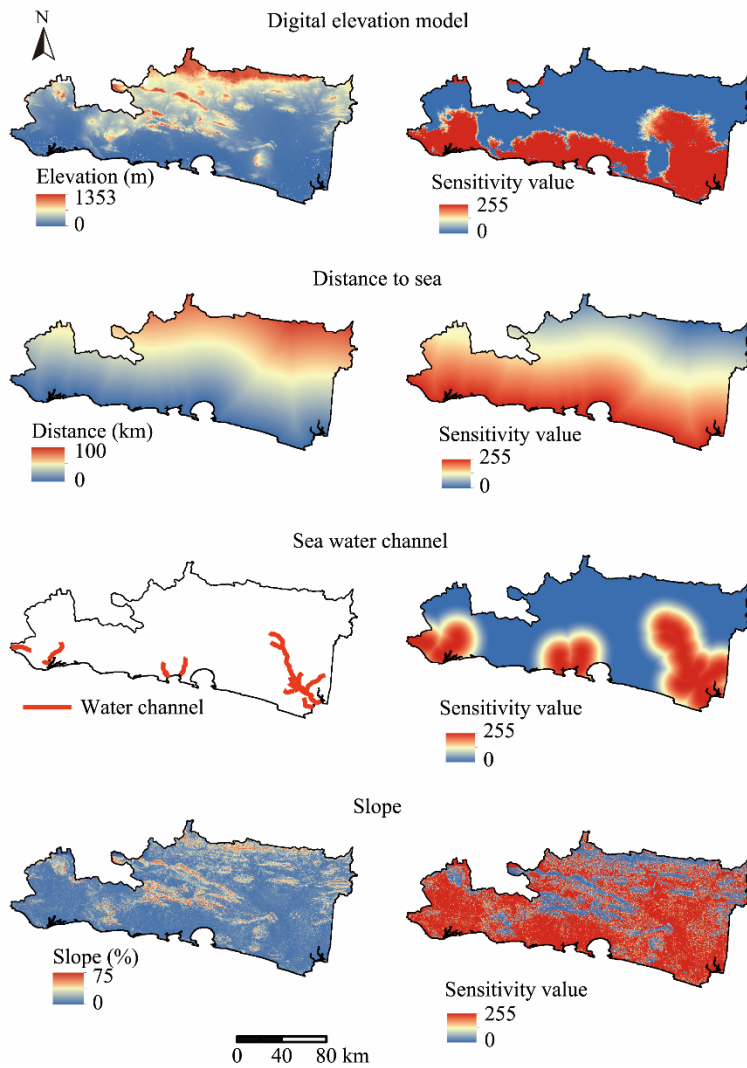 N
Digital elevation model
Elevation (m)
1353
0
Sensitivity value
255
0
Distance to sea
Distance (km)
100
0
Sensitivity value
255
0
Sea water channel
Water channel
Sensitivity value
255
0
Slope
Slope (%)
75
0
Sensitivity value
255
0
0 40 80 km